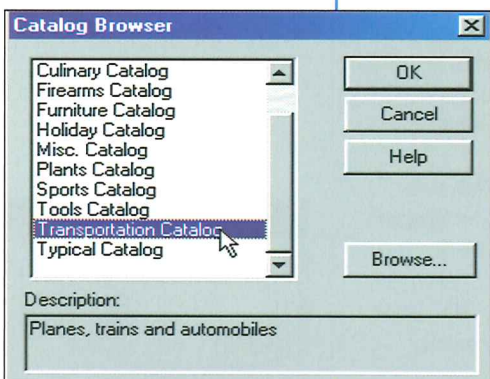 Catalog Browser
Culinary Catalog
Firearms Catalog
Furniture Catalog
Holiday Catalog
Misc. Catalog
Plants Catalog
Sports Catalog
Tools Catalog
Transportation Catalog
Typical Catalog
OK
Cancel
Help
Browse...
Description:
Planes, trains and automobiles